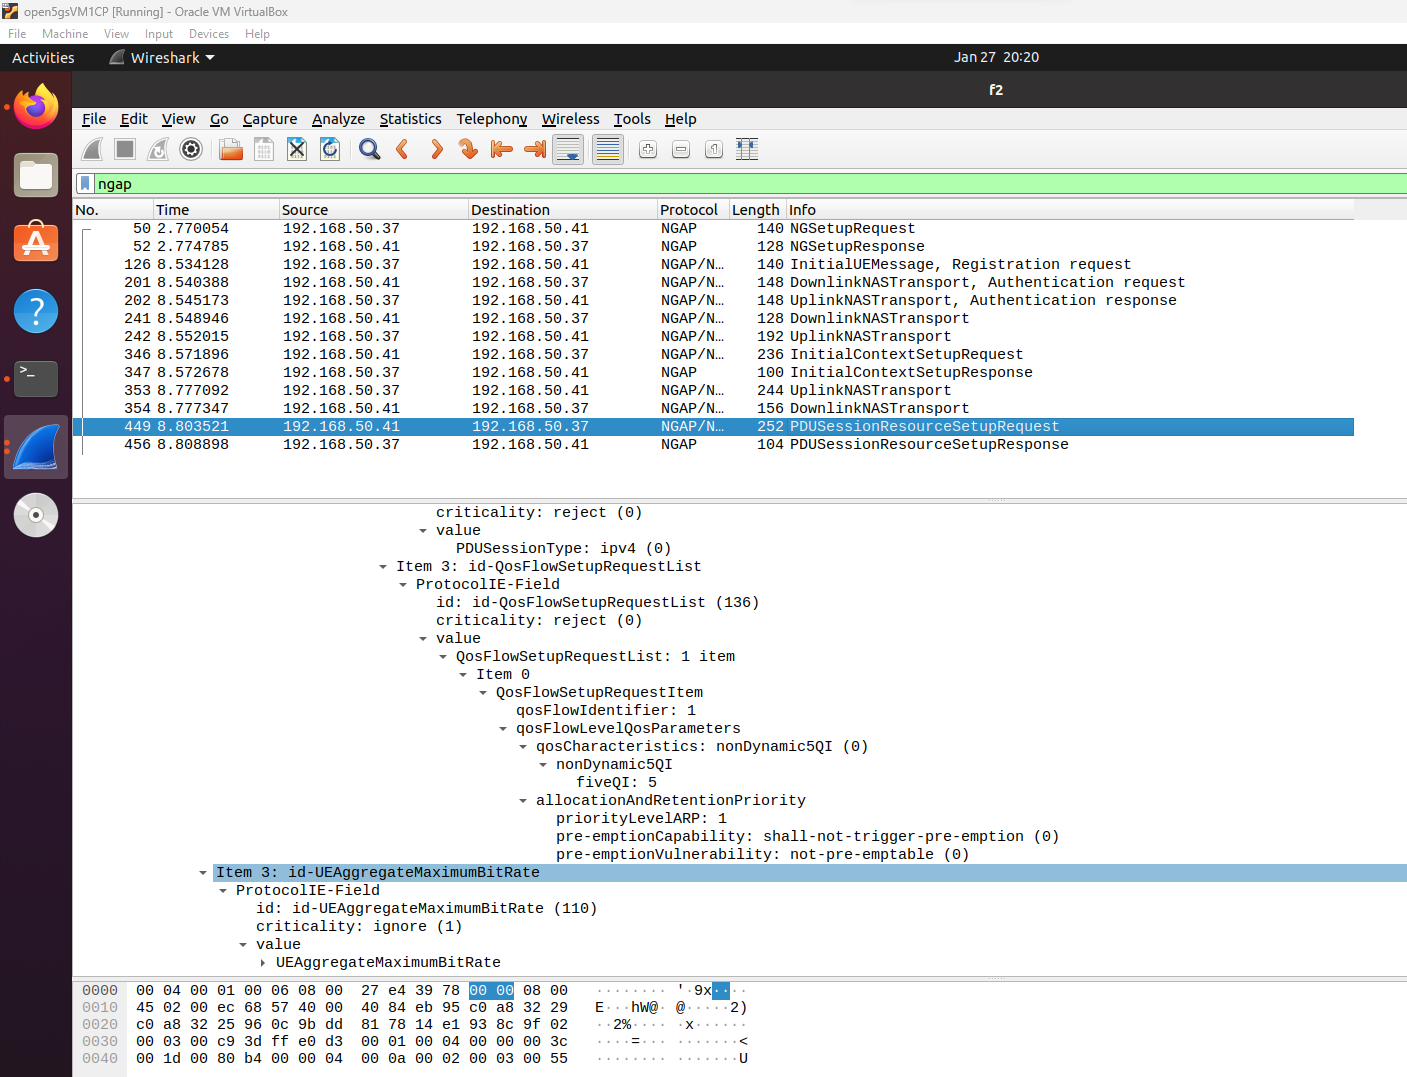 open5gsVM1CP [Running] - Oracle VM VirtualBox
File Machine View Input Devices Help
Activities Wireshark Jan 27 20:20
f2
File Edit View Go Capture Analyze Statistics Telephony Wireless Tools Help
ngap
No. Time Source Destination Protocol Length Info
50 2.770054 192.168.50.37 192.168.50.41 NGAP 140 NGSetupRequest
52 2.774785 192.168.50.41 192.168.50.37 NGAP 128 NGSetupResponse
126 8.534128 192.168.50.37 192.168.50.41 NGAP/N… 140 InitialUEMessage, Registration request
201 8.540388 192.168.50.41 192.168.50.37 NGAP/N… 148 DownlinkNASTransport, Authentication request
202 8.545173 192.168.50.37 192.168.50.41 NGAP/N… 148 UplinkNASTransport, Authentication response
241 8.548946 192.168.50.41 192.168.50.37 NGAP/N… 128 DownlinkNASTransport
242 8.552015 192.168.50.37 192.168.50.41 NGAP/N… 192 UplinkNASTransport
346 8.571896 192.168.50.41 192.168.50.37 NGAP/N… 236 InitialContextSetupRequest
347 8.572678 192.168.50.37 192.168.50.41 NGAP 100 InitialContextSetupResponse
353 8.777092 192.168.50.37 192.168.50.41 NGAP/N… 244 UplinkNASTransport
354 8.777347 192.168.50.41 192.168.50.37 NGAP/N… 156 DownlinkNASTransport
449 8.803521 192.168.50.41 192.168.50.37 NGAP/N… 252 PDUSessionResourceSetupRequest
456 8.808898 192.168.50.37 192.168.50.41 NGAP 104 PDUSessionResourceSetupResponse
criticality: reject (0)
value
PDUSessionType: ipv4 (0)
Item 3: id-QosFlowSetupRequestList
ProtocolIE-Field
id: id-QosFlowSetupRequestList (136)
criticality: reject (0)
value
QosFlowSetupRequestList: 1 item
Item 0
QosFlowSetupRequestItem
qosFlowIdentifier: 1
qosFlowLevelQosParameters
qosCharacteristics: nonDynamic5QI (0)
nonDynamic5QI
fiveQI: 5
allocationAndRetentionPriority
priorityLevelARP: 1
pre-emptionCapability: shall-not-trigger-pre-emption (0)
pre-emptionVulnerability: not-pre-emptable (0)
Item 3: id-UEAggregateMaximumBitRate
ProtocolIE-Field
id: id-UEAggregateMaximumBitRate (110)
criticality: ignore (1)
value
UEAggregateMaximumBitRate
0000 00 04 00 01 00 06 08 00 27 e4 39 78 00 00 08 00 ········ '·9x····
0010 45 02 00 ec 68 57 40 00 40 84 eb 95 c0 a8 32 29 E···hW@· @·····2)
0020 c0 a8 32 25 96 0c 9b dd 81 78 14 e1 93 8c 9f 02 ··2%···· ·x······
0030 00 03 00 c9 3d ff e0 d3 00 01 00 04 00 00 00 3c ····=··· ·······<
0040 00 1d 00 80 b4 00 00 04 00 0a 00 02 00 03 00 55 ········ ·······U